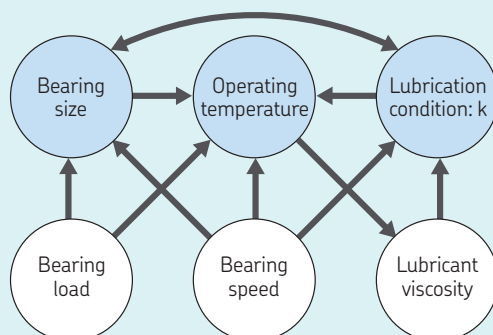 Bearing
size
Operating
temperature
Lubrication
condition: k
Bearing
load
Bearing
speed
Lubricant
viscosity